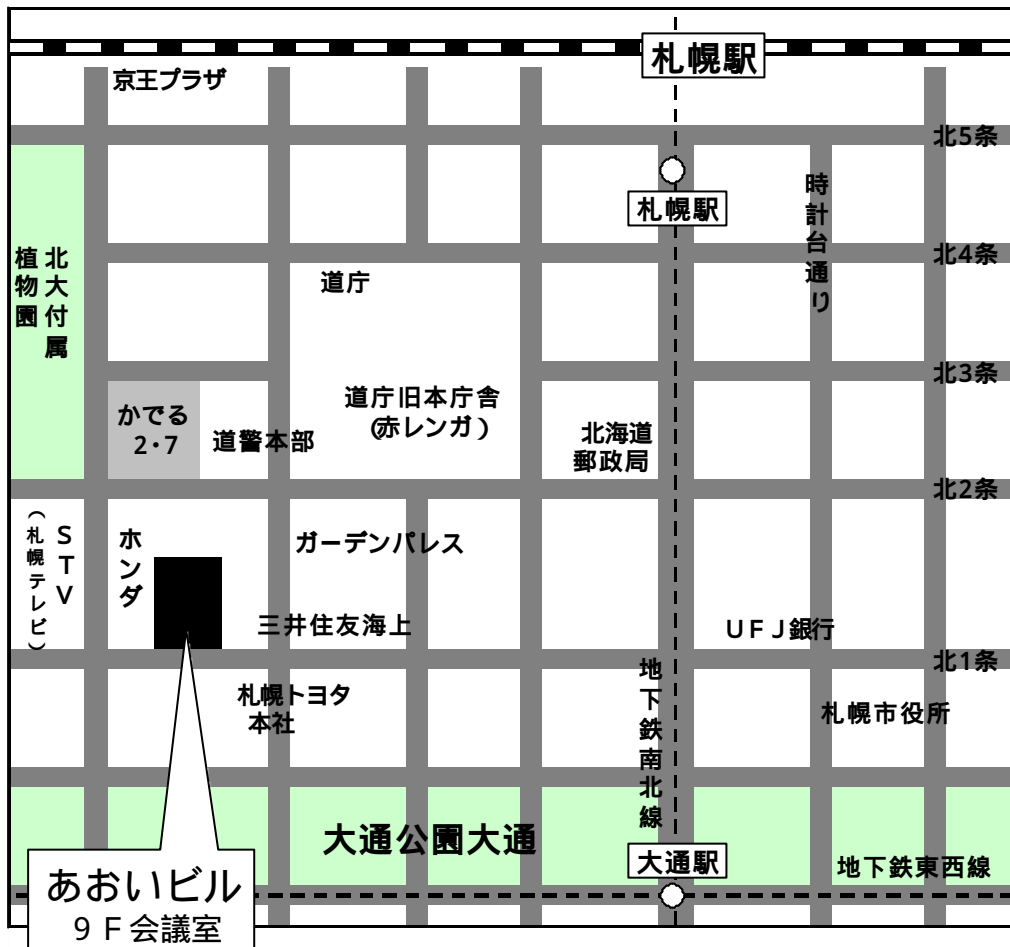 札幌駅
京王プラザ
北5条
札幌駅
時計台通り
北4条
北大付属
植物園
道庁
北3条
かでる
2・7
道警本部
道庁旧本庁舎
(赤レンガ)
北海道
郵政局
北2条
STV
(札幌テレビ)
ホンダ
ガーデンパレス
三井住友海上
UFJ銀行
北1条
札幌トヨタ
本社
地下鉄南北線
札幌市役所
大通公園大通
大通駅
地下鉄東西線
あおいビル
9F会議室